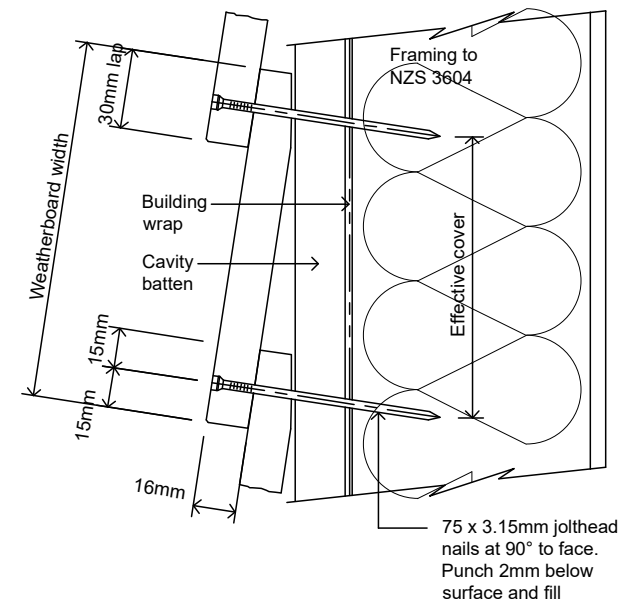 Framing to
NZS 3604
30mm lap
Weatherboard width
Building
wrap
Cavity
batten
Effective cover
15mm
15mm
16mm
75 x 3.15mm jolthead
nails at 90° to face.
Punch 2mm below
surface and fill